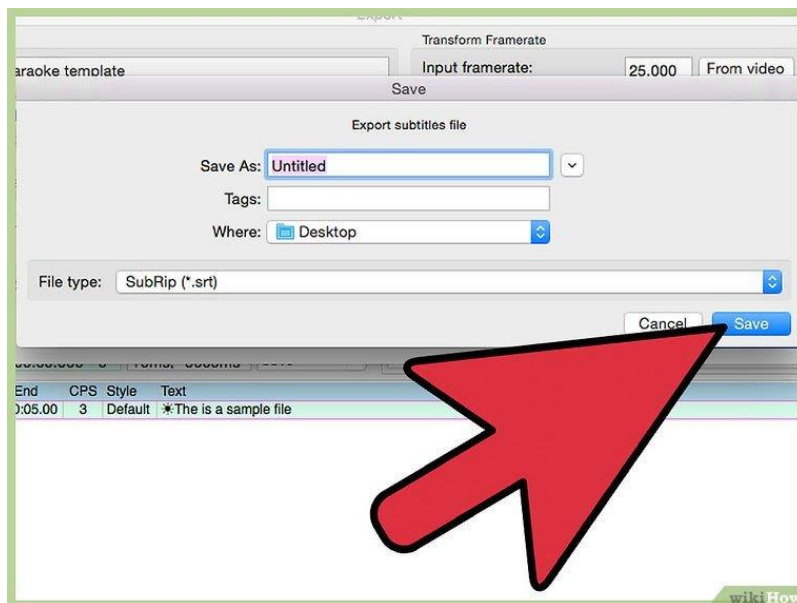 Export
Transform Framerate
araoke template
Input framerate:
25.000
From video
Save
Export subtitles file
Save As: Untitled
Tags:
Where: Desktop
File type: SubRip (*.srt)
Cancel Save
End CPS Style Text
0:05.00 3 Default ☀The is a sample file
wikiHow